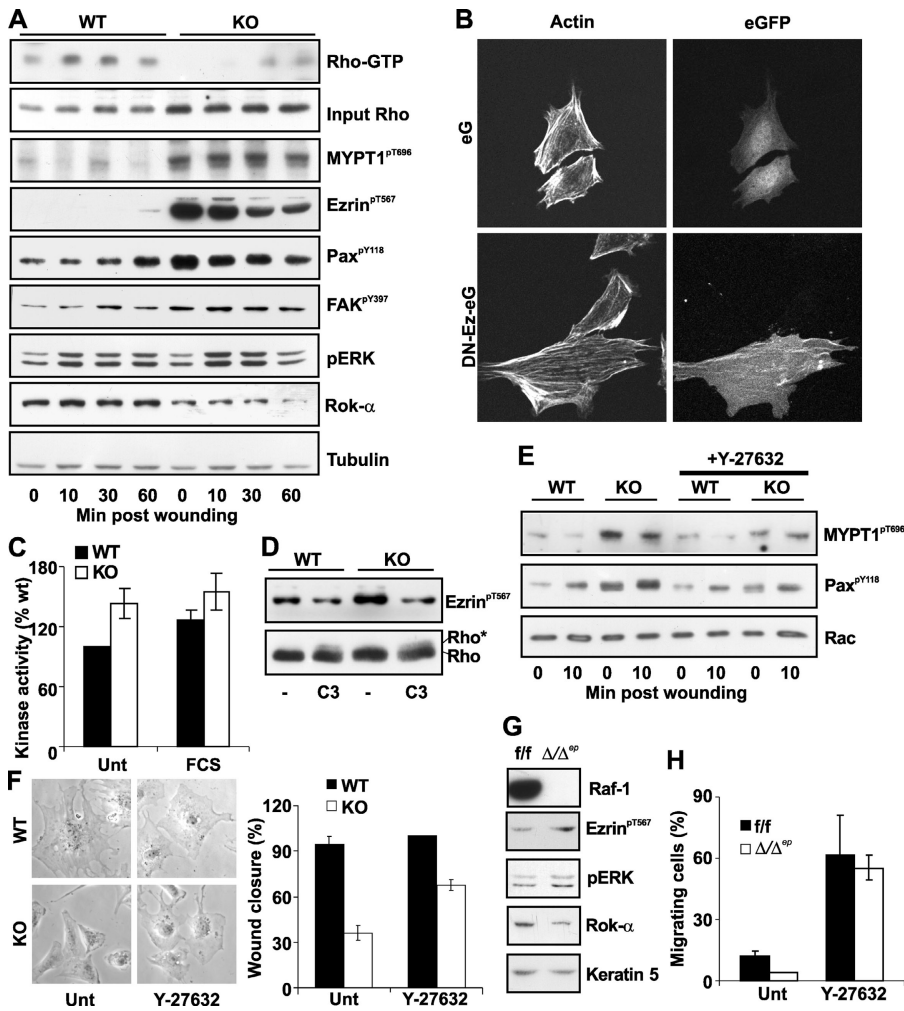 A
WT KO
Rho-GTP
Input Rho
MYPT1pT696
EzrinpT567
PaxpY118
FAKpY397
pERK
Rok-α
Tubulin
0 10 30 60 0 10 30 60
Min post wounding
B
Actin eGFP
eG
DN-Ez-eG
C
WT
KO
Kinase activity (% wt)
180
120
60
0
Unt FCS
D
WT KO
EzrinpT567
Rho*
Rho
- C3 - C3
E
+Y-27632
WT KO WT KO
MYPT1pT696
PaxpY118
Rac
0 10 0 10 0 10 0 10
Min post wounding
F
WT
KO
Unt Y-27632
WT
KO
Wound closure (%)
120
90
60
30
0
Unt Y-27632
G
f/f Δ/Δep
Raf-1
EzrinpT567
pERK
Rok-α
Keratin 5
H
f/f
Δ/Δep
Migrating cells (%)
90
60
30
0
Unt Y-27632